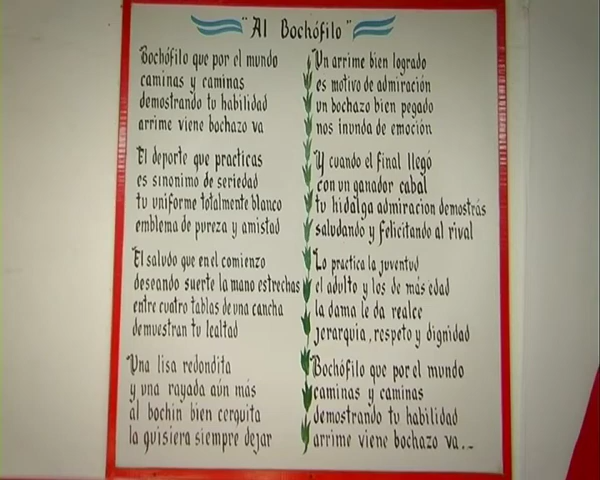 "Al Bochófilo"
Bochófilo que por el mundo
caminas y caminas
demostrando tu habilidad
arrime viene bochazo va
El deporte que practicas
es sinonimo de seriedad
tu uniforme totalmente blanco
emblema de pureza y amistad
El saludo que en el comienzo
deseando suerte la mano estrechas
entre cuatro tablas de una cancha
demuestran tu lealtad
Una lisa redondita
y una rayada aún más
al bochin bien cerquita
la quisiera siempre dejar
Un arrime bien logrado
es motivo de admiración
un bochazo bien pegado
nos inunda de emoción
Y cuando el final llegó
con un ganador cabal
tu hidalga admiracion demostrás
saludando y felicitando al rival
Lo practica la juventud
el adulto y los de más edad
la dama le da realce
jerarquia, respeto y dignidad
Bochófilo que por el mundo
caminas y caminas
demostrando tu habilidad
arrime viene bochazo va...